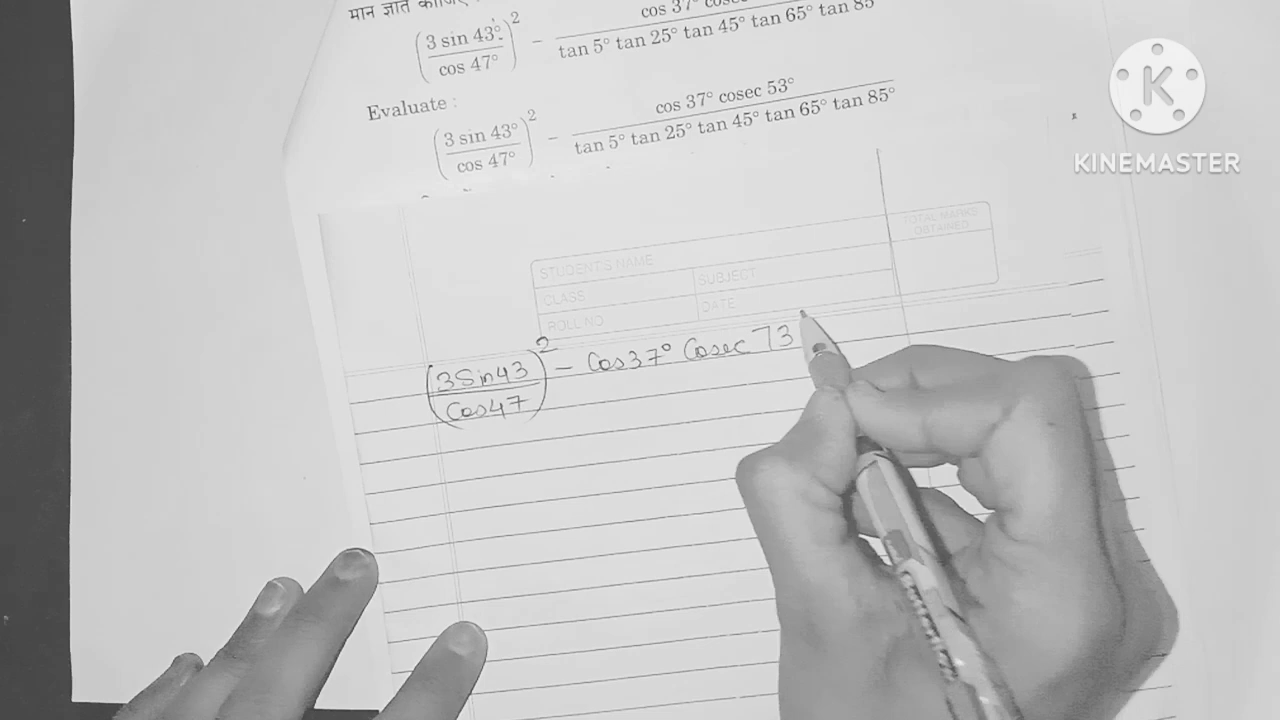 मान ज्ञात कीजिए
(3 sin 43° / cos 47°)² − cos 37° / tan 5° tan 25° tan 45° tan 65° tan 85°
Evaluate :
(3 sin 43° / cos 47°)² − cos 37° cosec 53° / tan 5° tan 25° tan 45° tan 65° tan 85°
KINEMASTER
STUDENT'S NAME
CLASS SUBJECT
ROLL NO DATE
TOTAL MARKS
OBTAINED
(3Sin43 / Cos47)² − Cos37° Cosec 73